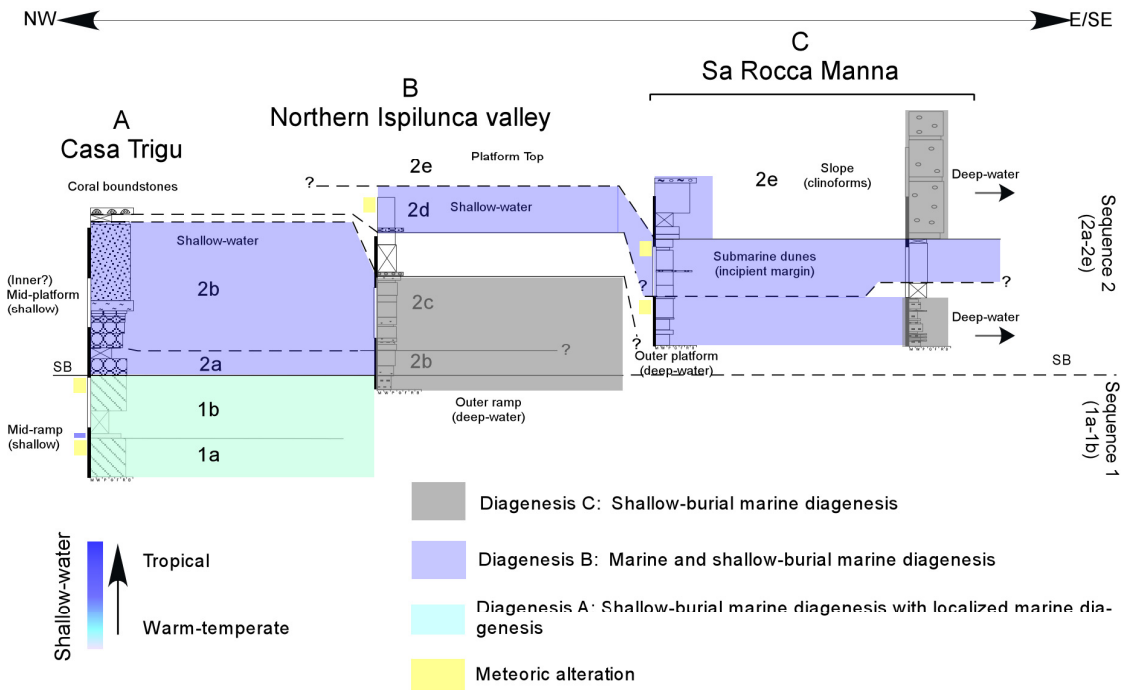 NW
E/SE
C
Sa Rocca Manna
B
Northern Ispilunca valley
A
Casa Trigu
Coral boundstones
?
2e
Platform Top
2e
Slope
(clinoforms)
Deep-water
2d
Shallow-water
Shallow-water
Submarine dunes
(incipient margin)
Sequence 2
(2a-2e)
(Inner?)
Mid-platform
(shallow)
2b
2c
?
?
Deep-water
?
2a
2b
?
Outer platform
(deep-water)
SB
SB
1b
Outer ramp
(deep-water)
Mid-ramp
(shallow)
1a
Sequence 1
(1a-1b)
Diagenesis C: Shallow-burial marine diagenesis
Diagenesis B: Marine and shallow-burial marine diagenesis
Diagenesis A: Shallow-burial marine diagenesis with localized marine dia-
genesis
Meteoric alteration
Shallow-water
Tropical
Warm-temperate